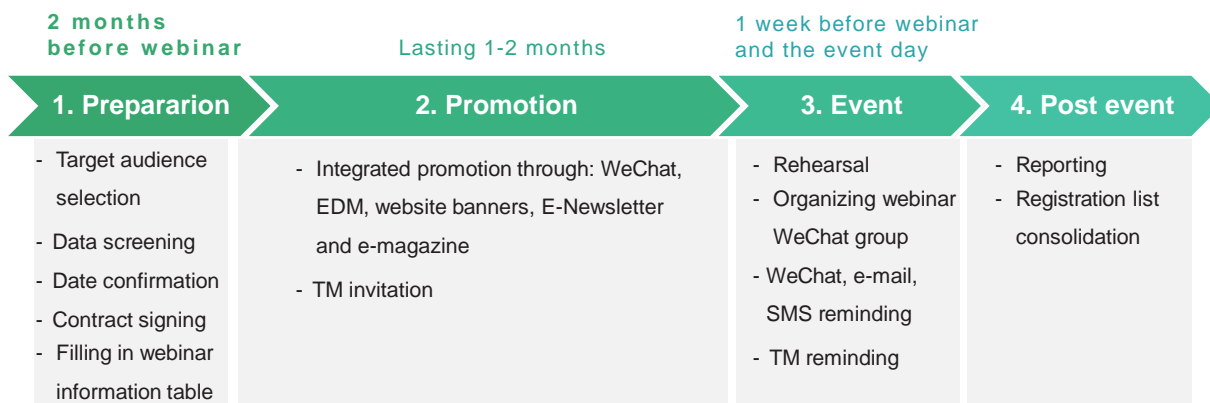 2 months
before webinar
Lasting 1-2 months
1 week before webinar
and the event day
1. Prepararion
2. Promotion
3. Event
4. Post event
- Target audience
selection
- Data screening
- Date confirmation
- Contract signing
- Filling in webinar
information table
- Integrated promotion through: WeChat,
EDM, website banners, E-Newsletter
and e-magazine
- TM invitation
- Rehearsal
- Organizing webinar
WeChat group
- WeChat, e-mail,
SMS reminding
- TM reminding
- Reporting
- Registration list
consolidation